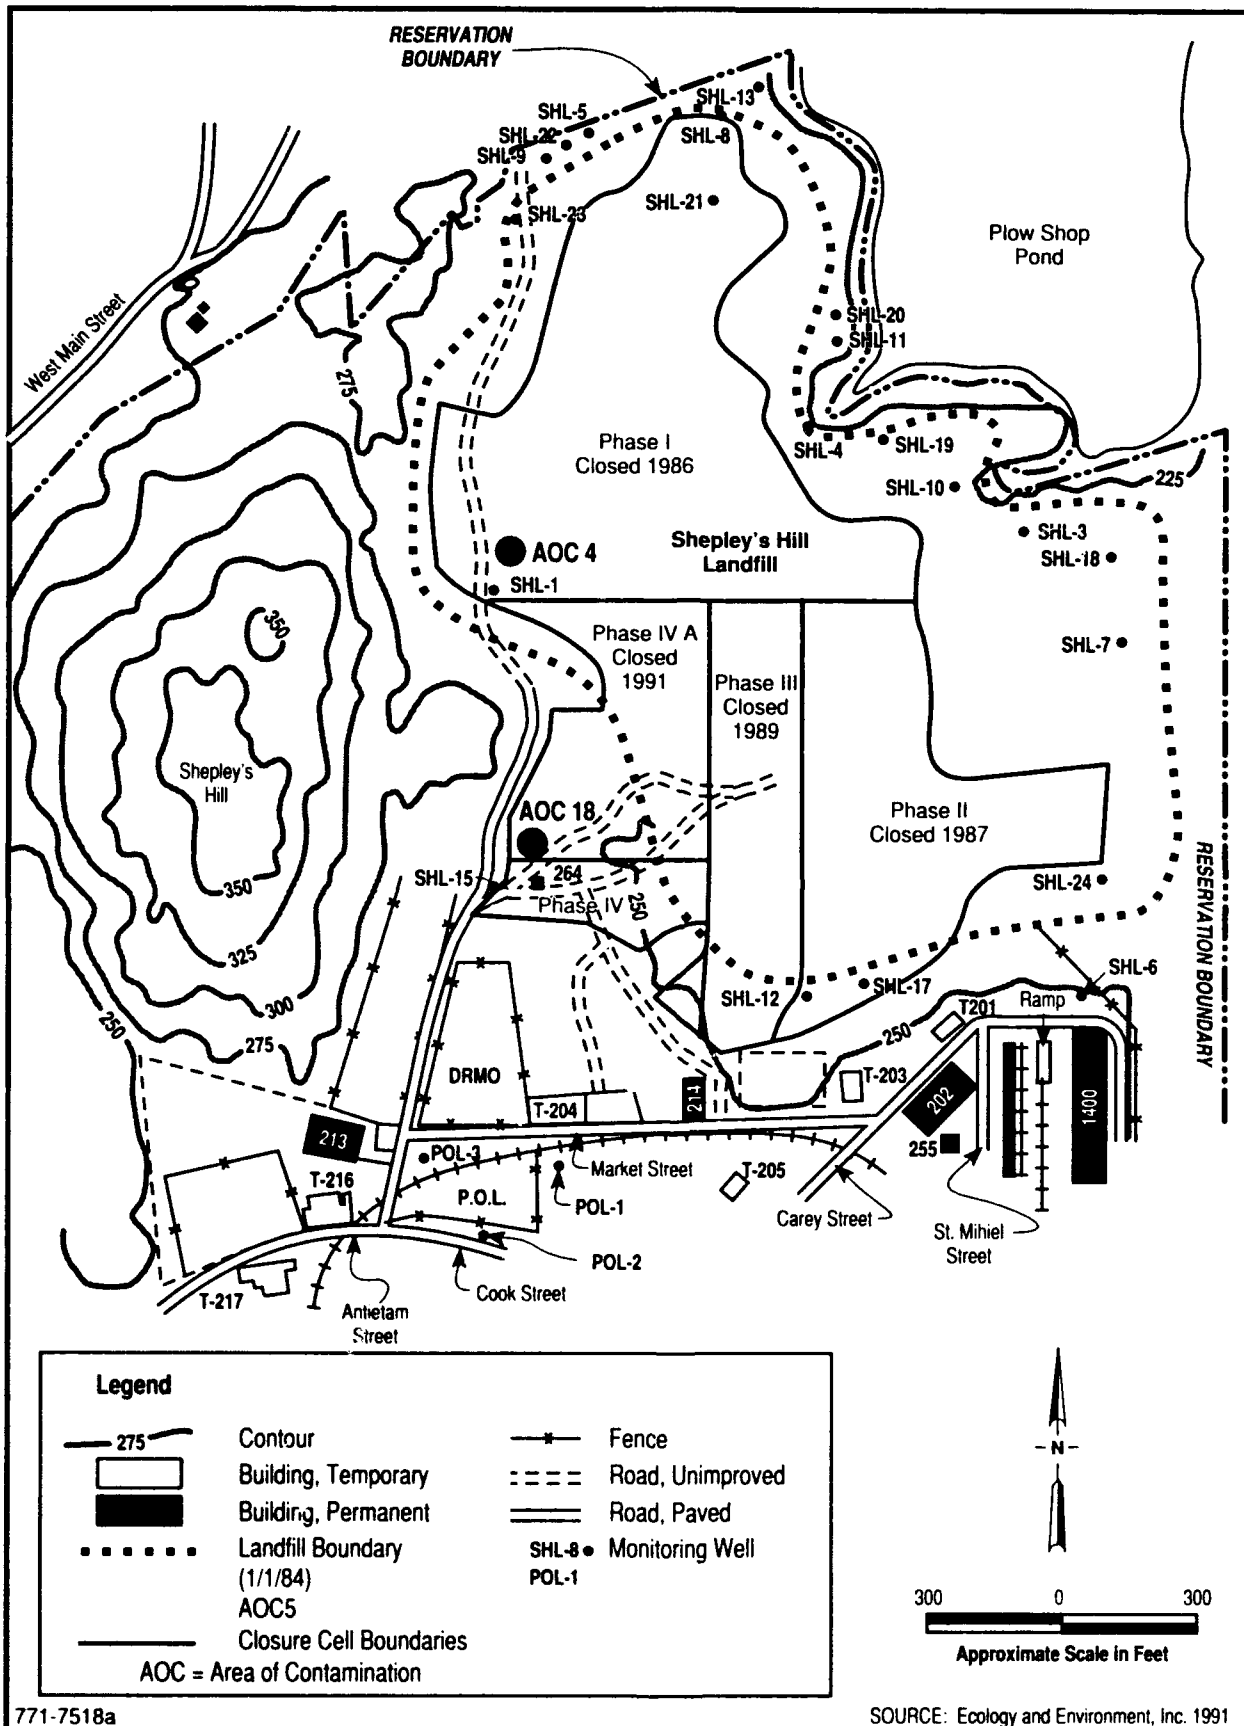 RESERVATION
BOUNDARY
SHL-13
SHL-5
SHL-22
SHL-9
SHL-8
SHL-21
SHL-23
Plow Shop
Pond
West Main Street
SHL-20
SHL-11
275
Phase I
Closed 1986
SHL-4
SHL-19
SHL-10
225
AOC 4
Shepley's Hill
Landfill
SHL-3
SHL-18
SHL-1
350
Phase IV A
Closed
1991
SHL-7
Phase III
Closed
1989
Shepley's
Hill
AOC 18
Phase II
Closed 1987
RESERVATION BOUNDARY
SHL-15
264
SHL-24
350
Phase IV
250
325
SHL-6
SHL-12
SHL-17
Ramp
300
T201
250
250
275
DRMO
T-203
T-204
214
202
1400
213
255
POL-3
Market Street
T-205
T-216
P.O.L.
POL-1
Carey Street
St. Mihiel
Street
POL-2
T-217
Cook Street
Antietam
Street
Legend
275
Contour
Fence
Building, Temporary
Road, Unimproved
Building, Permanent
Road, Paved
Landfill Boundary
(1/1/84)
AOC5
SHL-8
POL-1
Monitoring Well
Closure Cell Boundaries
AOC = Area of Contamination
N
300 0 300
Approximate Scale in Feet
771-7518a
SOURCE: Ecology and Environment, Inc. 1991